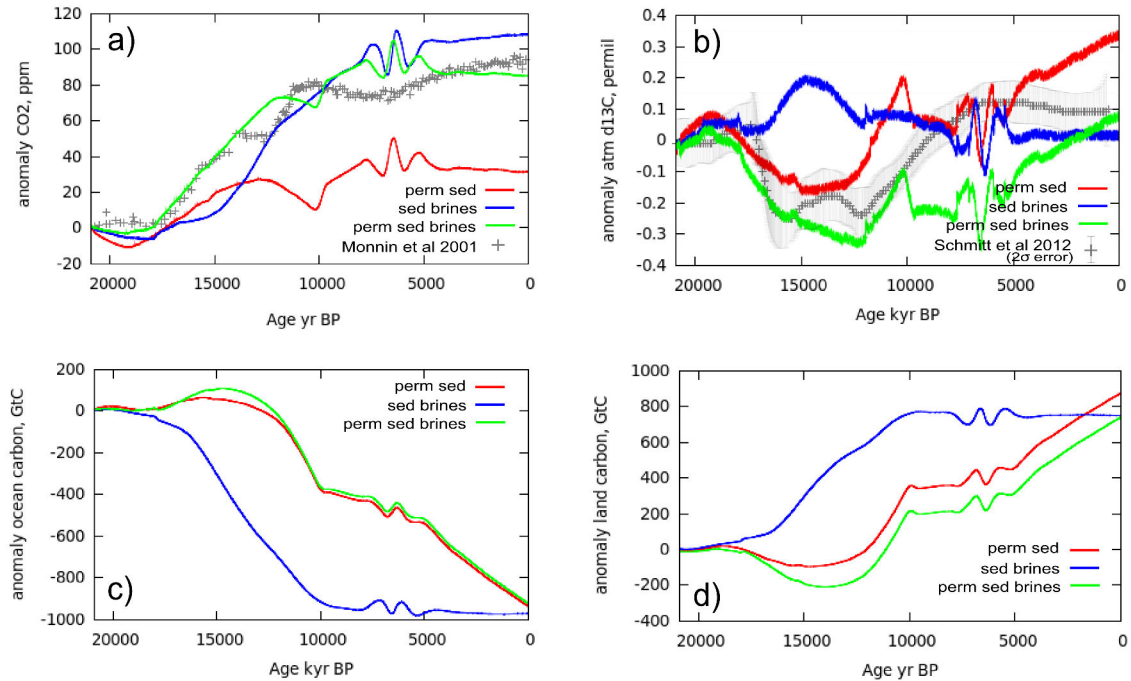 a)
anomaly CO2, ppm
120
100
80
60
40
20
0
-20
perm sed
sed brines
perm sed brines
Monnin et al 2001
20000 15000 10000 5000 0
Age yr BP
b)
anomaly atm d13C, permil
0.4
0.3
0.2
0.1
0
-0.1
-0.2
-0.3
-0.4
perm sed
sed brines
perm sed brines
Schmitt et al 2012
(2σ error)
20000 15000 10000 5000 0
Age kyr BP
c)
anomaly ocean carbon, GtC
200
0
-200
-400
-600
-800
-1000
perm sed
sed brines
perm sed brines
20000 15000 10000 5000 0
Age kyr BP
d)
anomaly land carbon, GtC
1000
800
600
400
200
0
-200
-400
perm sed
sed brines
perm sed brines
20000 15000 10000 5000 0
Age yr BP